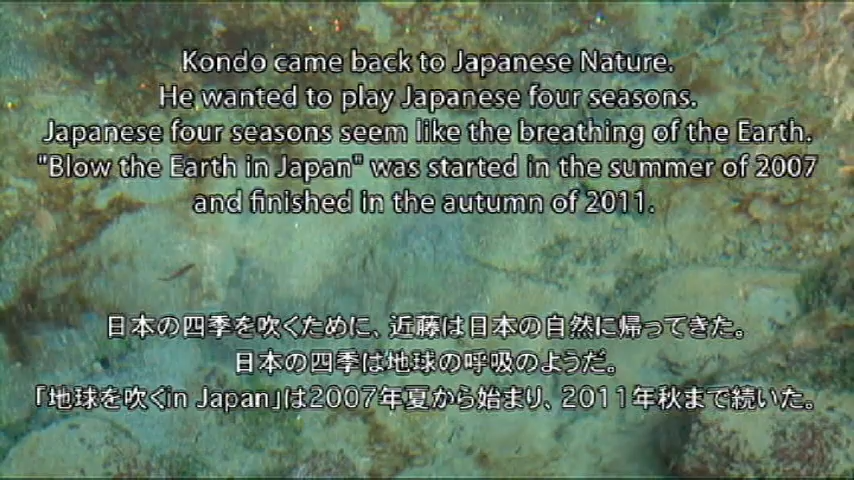 Kondo came back to Japanese Nature.
He wanted to play Japanese four seasons.
Japanese four seasons seem like the breathing of the Earth.
"Blow the Earth in Japan" was started in the summer of 2007
and finished in the autumn of 2011.
日本の四季を吹くために、近藤は日本の自然に帰ってきた。
日本の四季は地球の呼吸のようだ。
「地球を吹くin Japan」は2007年夏から始まり、2011年秋まで続いた。